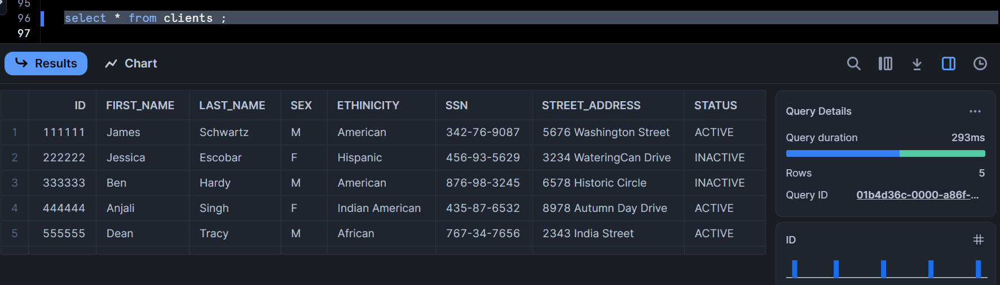 95
96 select * from clients ;
97
Results Chart
ID FIRST_NAME LAST_NAME SEX ETHINICITY SSN STREET_ADDRESS STATUS
1 111111 James Schwartz M American 342-76-9087 5676 Washington Street ACTIVE
2 222222 Jessica Escobar F Hispanic 456-93-5629 3234 WateringCan Drive INACTIVE
3 333333 Ben Hardy M American 876-98-3245 6578 Historic Circle INACTIVE
4 444444 Anjali Singh F Indian American 435-87-6532 8978 Autumn Day Drive ACTIVE
5 555555 Dean Tracy M African 767-34-7656 2343 India Street ACTIVE
Query Details ...
Query duration 293ms
Rows 5
Query ID 01b4d36c-0000-a86f-...
ID #